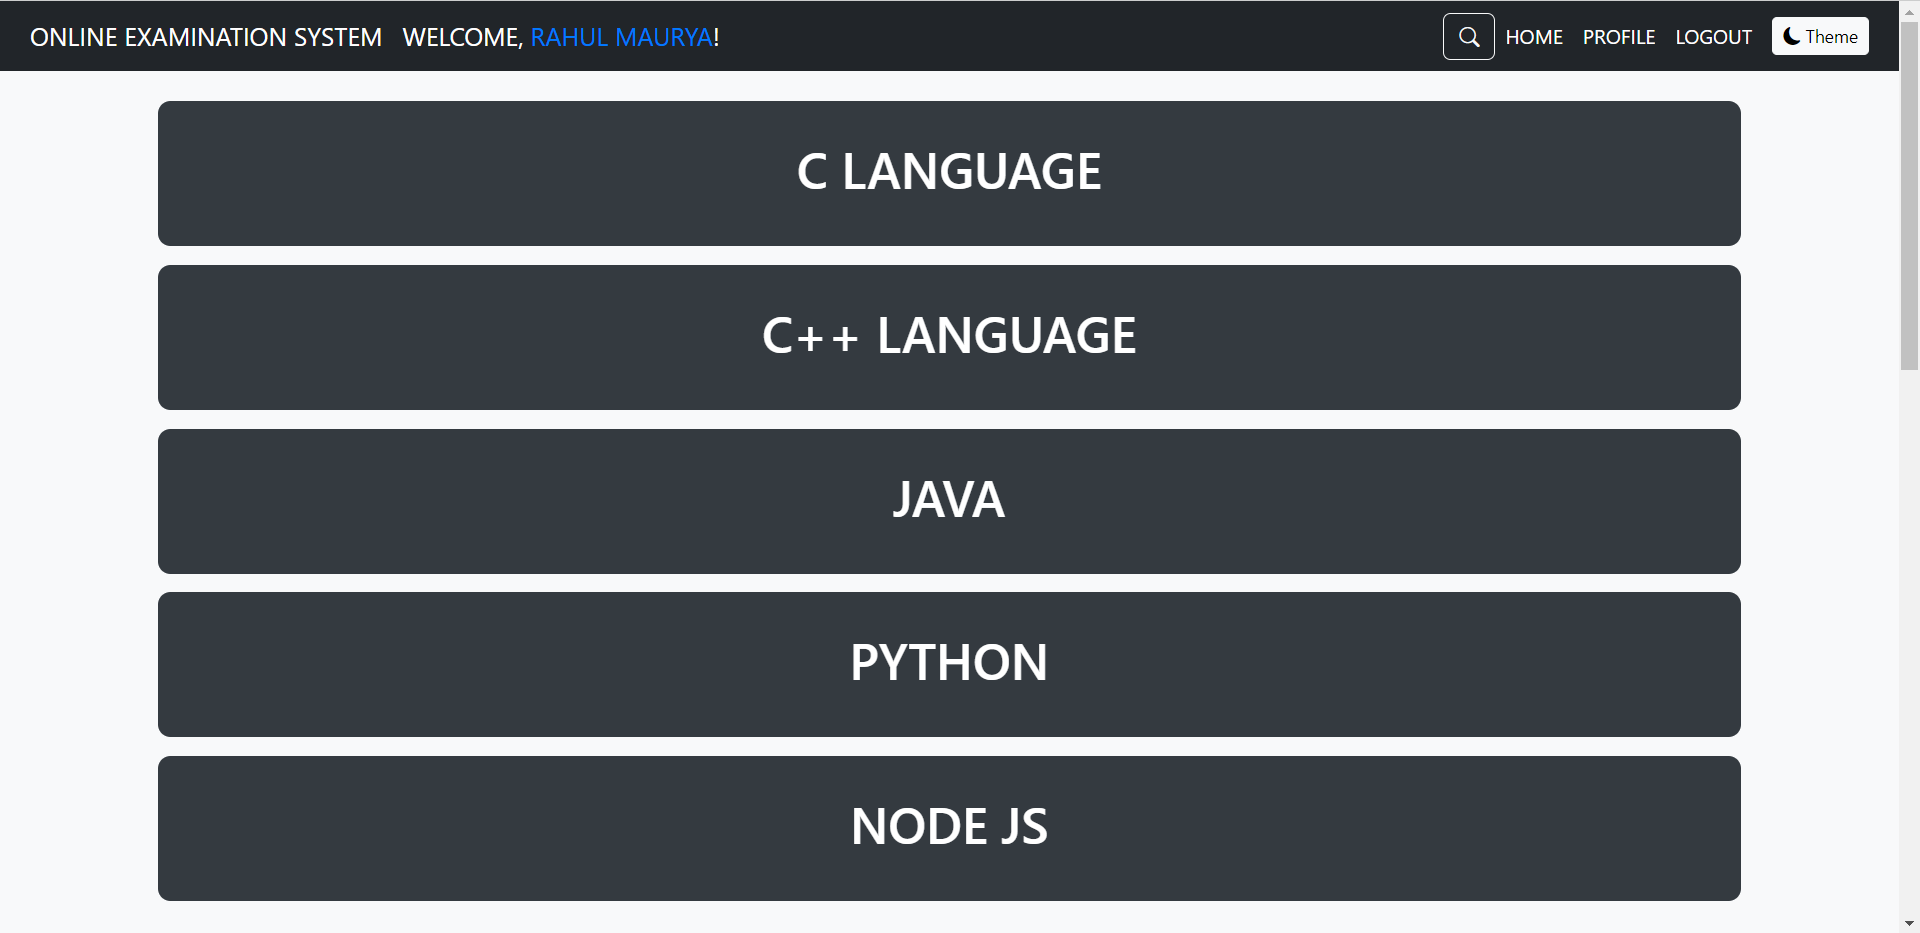 ONLINE EXAMINATION SYSTEM WELCOME, RAHUL MAURYA! HOME PROFILE LOGOUT Theme
C LANGUAGE
C++ LANGUAGE
JAVA
PYTHON
NODE JS